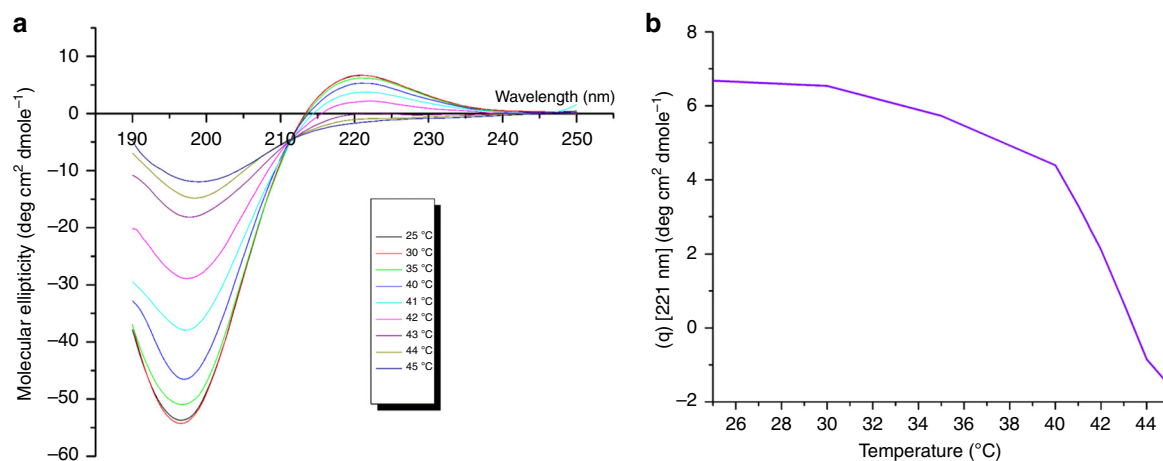 a
Molecular ellipticity (deg cm² dmole⁻¹)
10
0
−10
−20
−30
−40
−50
−60
Wavelength (nm)
190 200 210 220 230 240 250
25 °C
30 °C
35 °C
40 °C
41 °C
42 °C
43 °C
44 °C
45 °C
b
(q) [221 nm] (deg cm² dmole⁻¹)
8
6
4
2
0
−2
26 28 30 32 34 36 38 40 42 44
Temperature (°C)